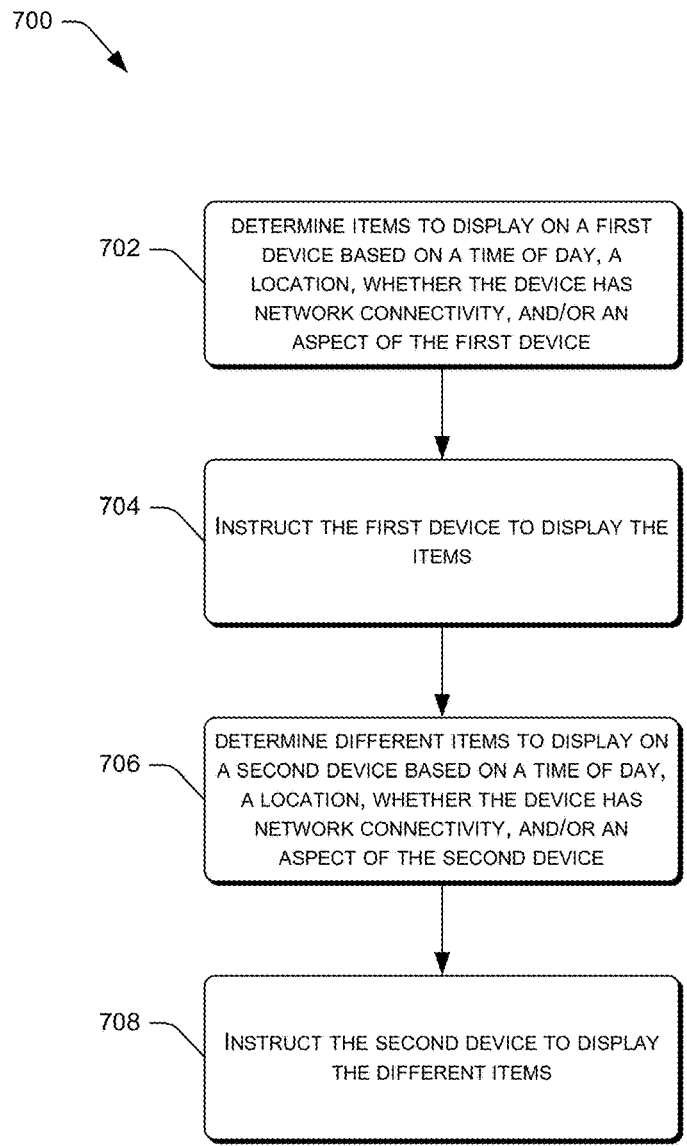 700
702
DETERMINE ITEMS TO DISPLAY ON A FIRST
DEVICE BASED ON A TIME OF DAY, A
LOCATION, WHETHER THE DEVICE HAS
NETWORK CONNECTIVITY, AND/OR AN
ASPECT OF THE FIRST DEVICE
704
INSTRUCT THE FIRST DEVICE TO DISPLAY THE
ITEMS
706
DETERMINE DIFFERENT ITEMS TO DISPLAY ON
A SECOND DEVICE BASED ON A TIME OF DAY,
A LOCATION, WHETHER THE DEVICE HAS
NETWORK CONNECTIVITY, AND/OR AN
ASPECT OF THE SECOND DEVICE
708
INSTRUCT THE SECOND DEVICE TO DISPLAY
THE DIFFERENT ITEMS